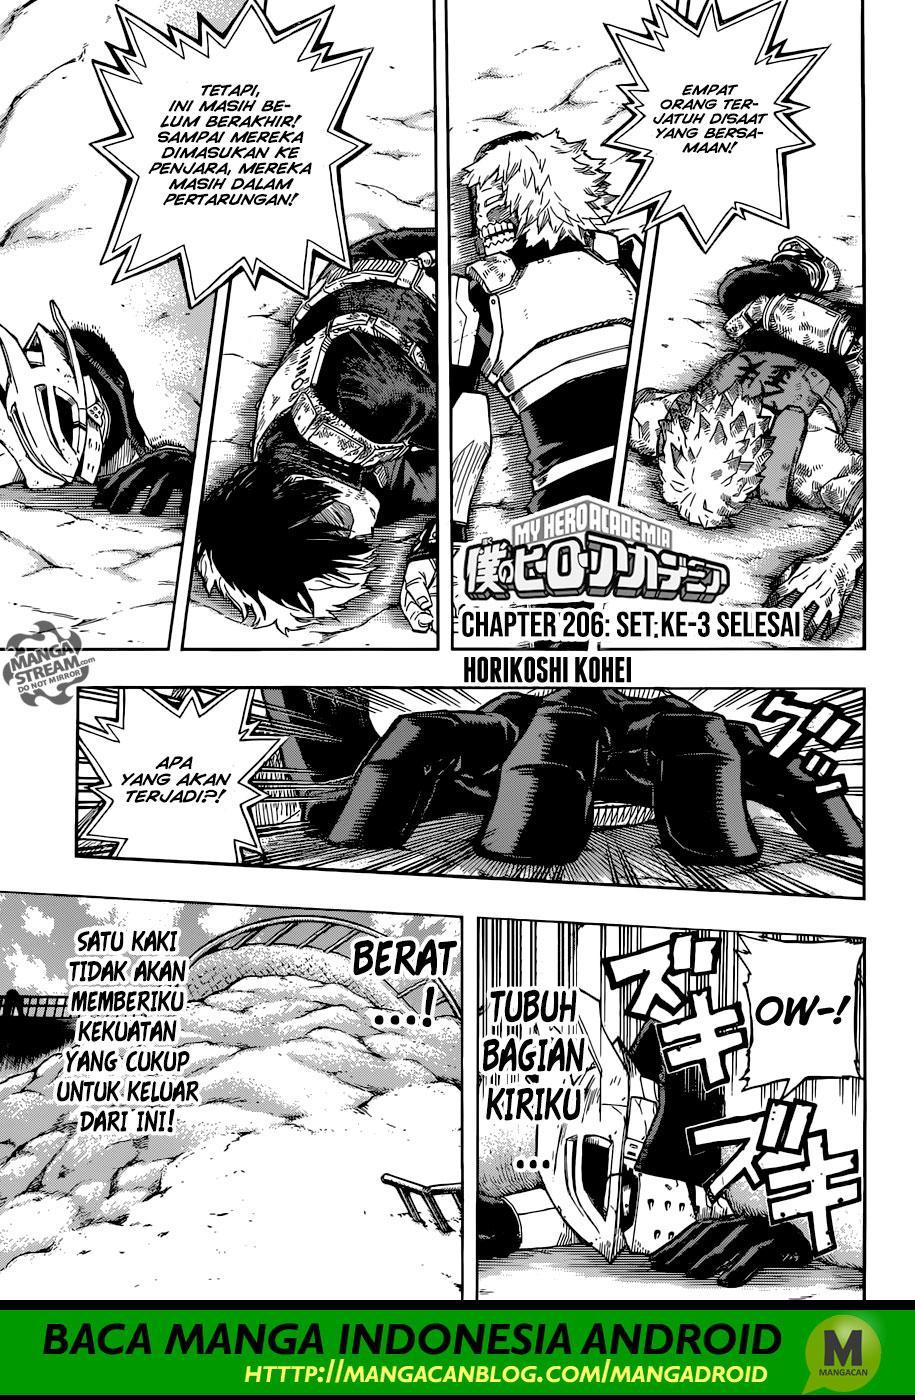 EMPAT
ORANG TER-
JATUH DISAAT
YANG BERSA-
MAAN!
TETAPI,
INI MASIH BE-
LUM BERAKHIR!
SAMPAI MEREKA
DIMASUKAN KE
PENJARA, MEREKA
MASIH DALAM
PERTARUNGAN!
MY HERO ACADEMIA
僕のヒーローアカデミア
CHAPTER 206: SET KE-3 SELESAI
HORIKOSHI KOHEI
MANGA
STREAM.com
DO NOT MIRROR!
グググッ
APA
YANG AKAN
TERJADI?!
OW-!
ズキ
ズキ
TUBUH
BAGIAN
KIRIKU
...
BERAT
...!
SATU KAKI
TIDAK AKAN
MEMBERIKU
KEKUATAN
YANG CUKUP
UNTUK KELUAR
DARI INI!
BACA MANGA INDONESIA ANDROID
HTTTP://MANGACANBLOG.COM/MANGADROID
M
MANGACAN